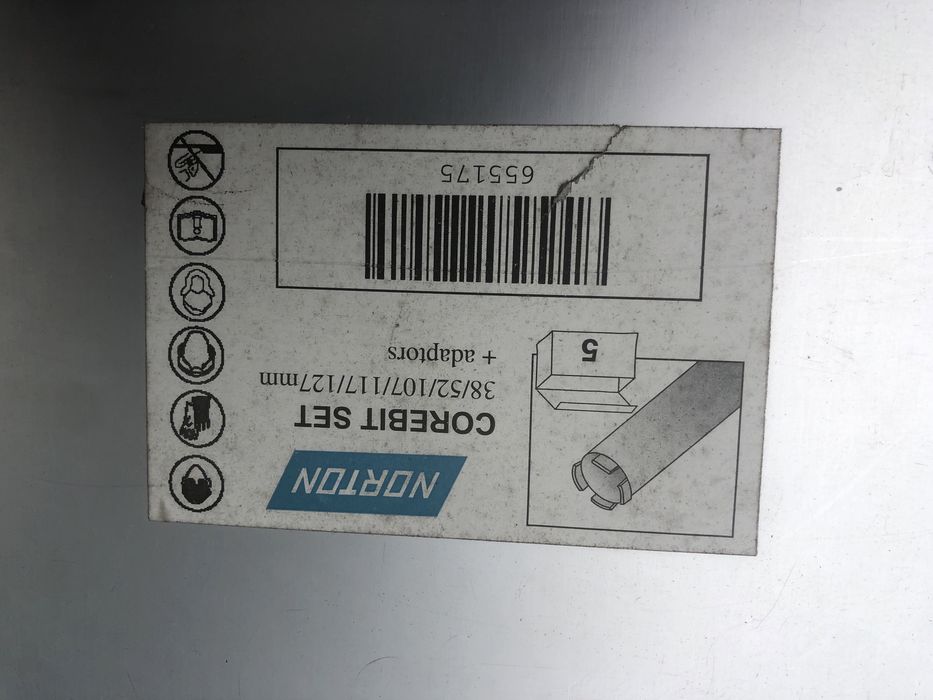 NORTON
COREBIT SET
38/52/107/117/127mm
+ adaptors
5
655175